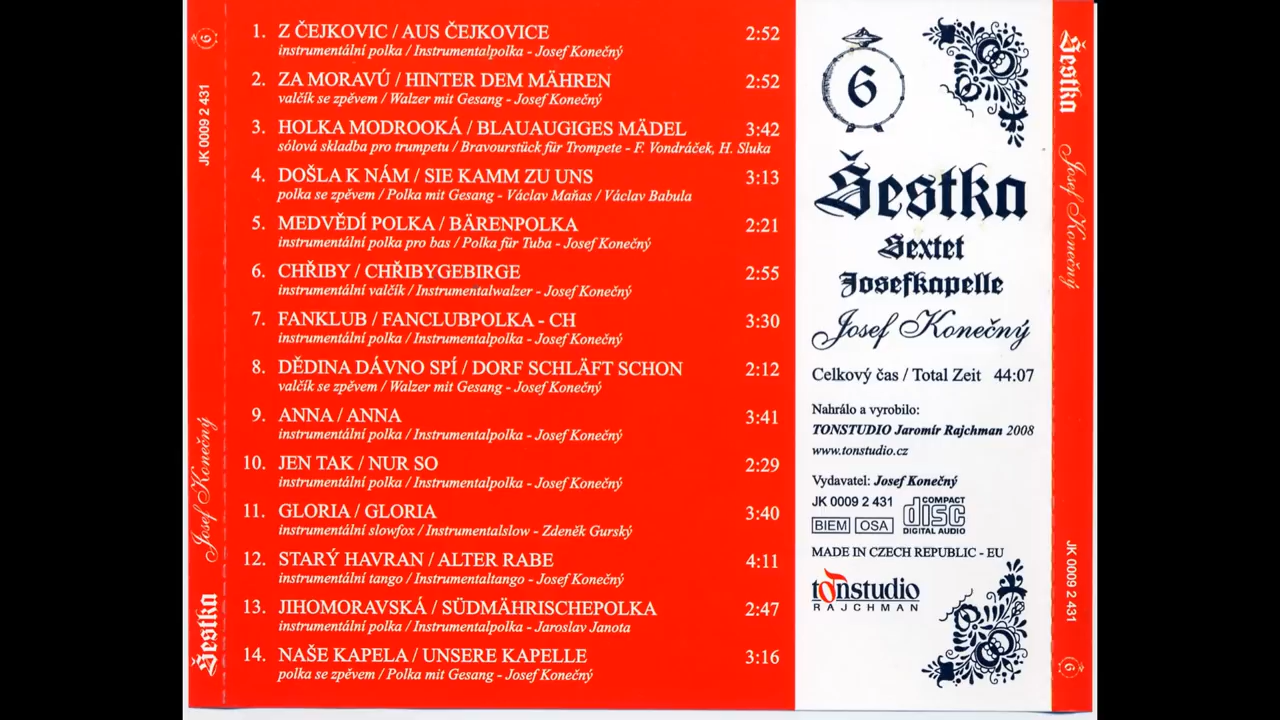 1. Z ČEJKOVIC / AUS ČEJKOVICE 2:52
instrumentální polka / Instrumentalpolka - Josef Konečný
2. ZA MORAVÚ / HINTER DEM MÄHREN 2:52
valčík se zpěvem / Walzer mit Gesang - Josef Konečný
3. HOLKA MODROOKÁ / BLAUAUGIGES MÄDEL 3:42
sólová skladba pro trumpetu / Bravourstück für Trompete - F. Vondráček, H. Sluka
4. DOŠLA K NÁM / SIE KAMM ZU UNS 3:13
polka se zpěvem / Polka mit Gesang - Václav Maňas / Václav Babula
5. MEDVĚDÍ POLKA / BÄRENPOLKA 2:21
instrumentální polka pro bas / Polka für Tuba - Josef Konečný
6. CHŘIBY / CHŘIBYGEBIRGE 2:55
instrumentální valčík / Instrumentalwalzer - Josef Konečný
7. FANKLUB / FANCLUBPOLKA - CH 3:30
instrumentální polka / Instrumentalpolka - Josef Konečný
8. DĚDINA DÁVNO SPÍ / DORF SCHLÄFT SCHON 2:12
valčík se zpěvem / Walzer mit Gesang - Josef Konečný
9. ANNA / ANNA 3:41
instrumentální polka / Instrumentalpolka - Josef Konečný
10. JEN TAK / NUR SO 2:29
instrumentální polka / Instrumentalpolka - Josef Konečný
11. GLORIA / GLORIA 3:40
instrumentální slowfox / Instrumentalslow - Zdeněk Gurský
12. STARÝ HAVRAN / ALTER RABE 4:11
instrumentální tango / Instrumentaltango - Josef Konečný
13. JIHOMORAVSKÁ / SÜDMÄHRISCHEPOLKA 2:47
instrumentální polka / Instrumentalpolka - Jaroslav Janota
14. NAŠE KAPELA / UNSERE KAPELLE 3:16
polka se zpěvem / Polka mit Gesang - Josef Konečný
6
Šestka
Sextet
Josefkapelle
Josef Konečný
Celkový čas / Total Zeit 44:07
Nahrálo a vyrobilo:
TONSTUDIO Jaromír Rajchman 2008
www.tonstudio.cz
Vydavatel: Josef Konečný
JK 0009 2 431
COMPACT
disc
DIGITAL AUDIO
BIEM OSA
MADE IN CZECH REPUBLIC - EU
tonstudio
RAJCHMAN
Šestka Josef Konečný JK 0009 2 431 6
Šestka Josef Konečný JK 0009 2 431 6